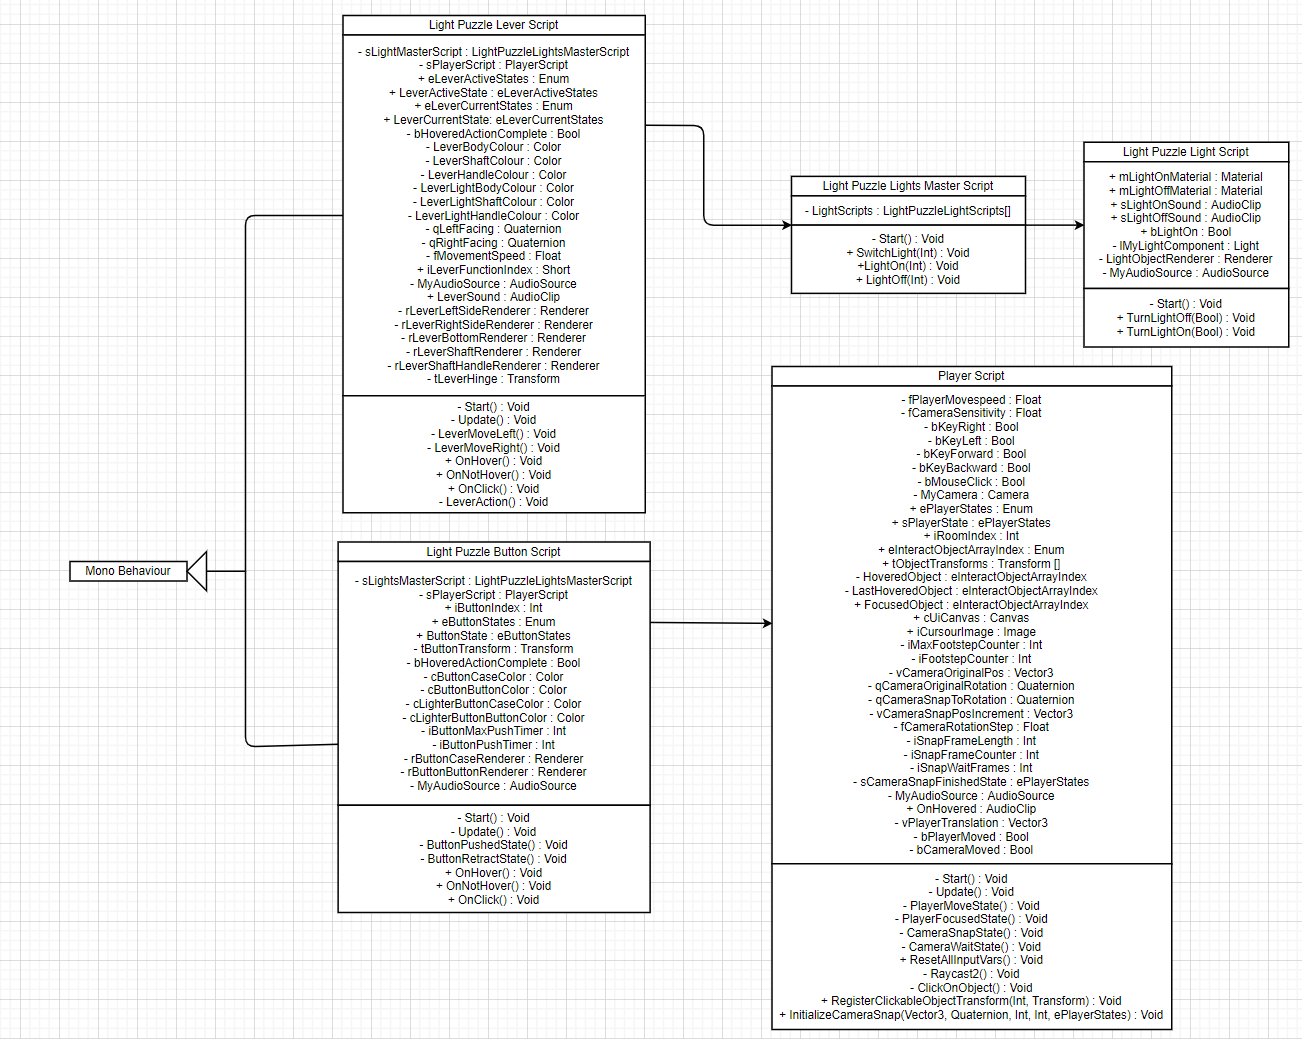 Light Puzzle Lever Script
- sLightMasterScript : LightPuzzleLightsMasterScript
- sPlayerScript : PlayerScript
+ eLeverActiveStates : Enum
+ LeverActiveState : eLeverActiveStates
+ eLeverCurrentStates : Enum
+ LeverCurrentState: eLeverCurrentStates
- bHoveredActionComplete : Bool
- LeverBodyColour : Color
- LeverShaftColour : Color
- LeverHandleColour : Color
- LeverLightBodyColour : Color
- LeverLightShaftColour : Color
- LeverLightHandleColour : Color
- qLeftFacing : Quaternion
- qRightFacing : Quaternion
- fMovementSpeed : Float
+ iLeverFunctionIndex : Short
- MyAudioSource : AudioSource
+ LeverSound : AudioClip
- rLeverLeftSideRenderer : Renderer
- rLeverRightSideRenderer : Renderer
- rLeverBottomRenderer : Renderer
- rLeverShaftRenderer : Renderer
- rLeverShaftHandleRenderer : Renderer
- tLeverHinge : Transform
- Start() : Void
- Update() : Void
- LeverMoveLeft() : Void
- LeverMoveRight() : Void
+ OnHover() : Void
+ OnNotHover() : Void
+ OnClick() : Void
- LeverAction() : Void
Light Puzzle Lights Master Script
- LightScripts : LightPuzzleLightScripts[]
- Start() : Void
+ SwitchLight(Int) : Void
+LightOn(Int) : Void
+ LightOff(Int) : Void
Light Puzzle Light Script
+ mLightOnMaterial : Material
+ mLightOffMaterial : Material
+ sLightOnSound : AudioClip
+ sLightOffSound : AudioClip
+ bLightOn : Bool
- lMyLightComponent : Light
- LightObjectRenderer : Renderer
- MyAudioSource : AudioSource
- Start() : Void
+ TurnLightOff(Bool) : Void
+ TurnLightOn(Bool) : Void
Mono Behaviour
Light Puzzle Button Script
- sLightsMasterScript : LightPuzzleLightsMasterScript
- sPlayerScript : PlayerScript
+ iButtonIndex : Int
+ eButtonStates : Enum
+ ButtonState : eButtonStates
- tButtonTransform : Transform
- bHoveredActionComplete : Bool
- cButtonCaseColor : Color
- cButtonButtonColor : Color
- cLighterButtonCaseColor : Color
- cLighterButtonButtonColor : Color
- iButtonMaxPushTimer : Int
- iButtonPushTimer : Int
- rButtonCaseRenderer : Renderer
- rButtonButtonRenderer : Renderer
- MyAudioSource : AudioSource
- Start() : Void
- Update() : Void
- ButtonPushedState() : Void
- ButtonRetractState() : Void
+ OnHover() : Void
+ OnNotHover() : Void
+ OnClick() : Void
Player Script
- fPlayerMovespeed : Float
- fCameraSensitivity : Float
- bKeyRight : Bool
- bKeyLeft : Bool
- bKeyForward : Bool
- bKeyBackward : Bool
- bMouseClick : Bool
- MyCamera : Camera
+ ePlayerStates : Enum
+ sPlayerState : ePlayerStates
+ iRoomIndex : Int
+ eInteractObjectArrayIndex : Enum
+ tObjectTransforms : Transform []
- HoveredObject : eInteractObjectArrayIndex
- LastHoveredObject : eInteractObjectArrayIndex
+ FocusedObject : eInteractObjectArrayIndex
+ cUiCanvas : Canvas
+ iCursourImage : Image
- iMaxFootstepCounter : Int
- iFootstepCounter : Int
- vCameraOriginalPos : Vector3
- qCameraOriginalRotation : Quaternion
- qCameraSnapToRotation : Quaternion
- vCameraSnapPosIncrement : Vector3
- fCameraRotationStep : Float
- iSnapFrameLength : Int
- iSnapFrameCounter : Int
- iSnapWaitFrames : Int
- sCameraSnapFinishedState : ePlayerStates
- MyAudioSource : AudioSource
+ OnHovered : AudioClip
- vPlayerTranslation : Vector3
- bPlayerMoved : Bool
- bCameraMoved : Bool
- Start() : Void
- Update() : Void
- PlayerMoveState() : Void
- PlayerFocusedState() : Void
- CameraSnapState() : Void
- CameraWaitState() : Void
+ ResetAllInputVars() : Void
- Raycast2() : Void
- ClickOnObject() : Void
+ RegisterClickableObjectTransform(Int, Transform) : Void
+ InitializeCameraSnap(Vector3, Quaternion, Int, Int, ePlayerStates) : Void